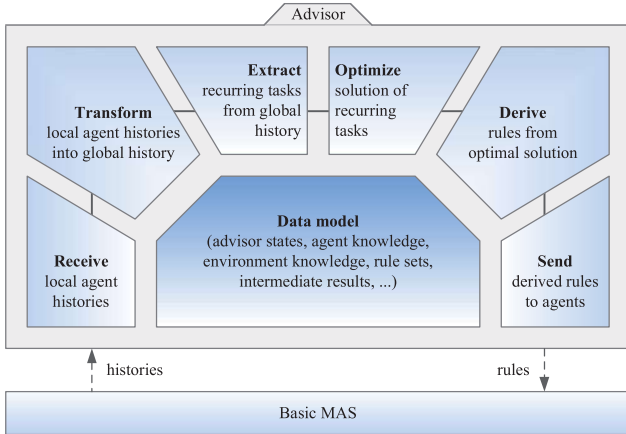 Advisor
Extract
recurring tasks
from global
history
Optimize
solution of
recurring
tasks
Transform
local agent histories
into global history
Derive
rules from
optimal solution
Data model
(advisor states, agent knowledge,
environment knowledge, rule sets,
intermediate results, ...)
Receive
local agent
histories
Send
derived rules
to agents
histories
rules
Basic MAS